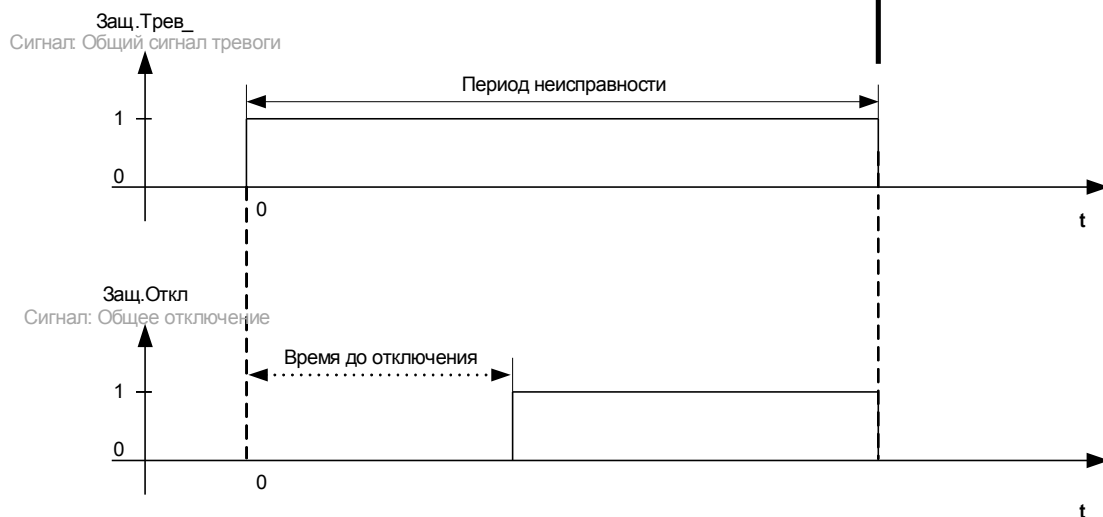 Защ.Трев_
Сигнал: Общий сигнал тревоги
Период неисправности
1
0
0
t
Защ.Откл
Сигнал: Общее отключение
Время до отключения
1
0
0
t